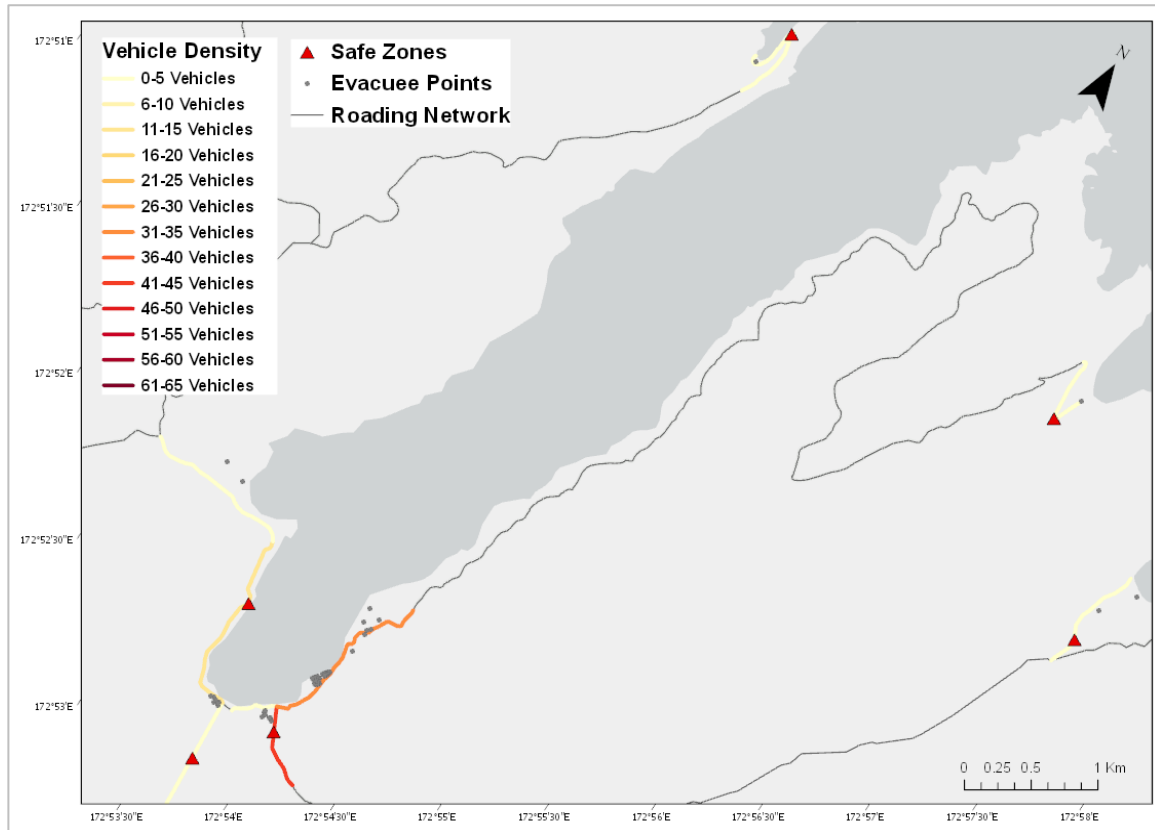 Vehicle Density
0-5 Vehicles
6-10 Vehicles
11-15 Vehicles
16-20 Vehicles
21-25 Vehicles
26-30 Vehicles
31-35 Vehicles
36-40 Vehicles
41-45 Vehicles
46-50 Vehicles
51-55 Vehicles
56-60 Vehicles
61-65 Vehicles
Safe Zones
Evacuee Points
Roading Network
N
172°51'E
172°51'30"E
172°52'E
172°52'30"E
172°53'E
0 0.25 0.5 1 Km
172°53'30"E 172°54'E 172°54'30"E 172°55'E 172°55'30"E 172°56'E 172°56'30"E 172°57'E 172°57'30"E 172°58'E